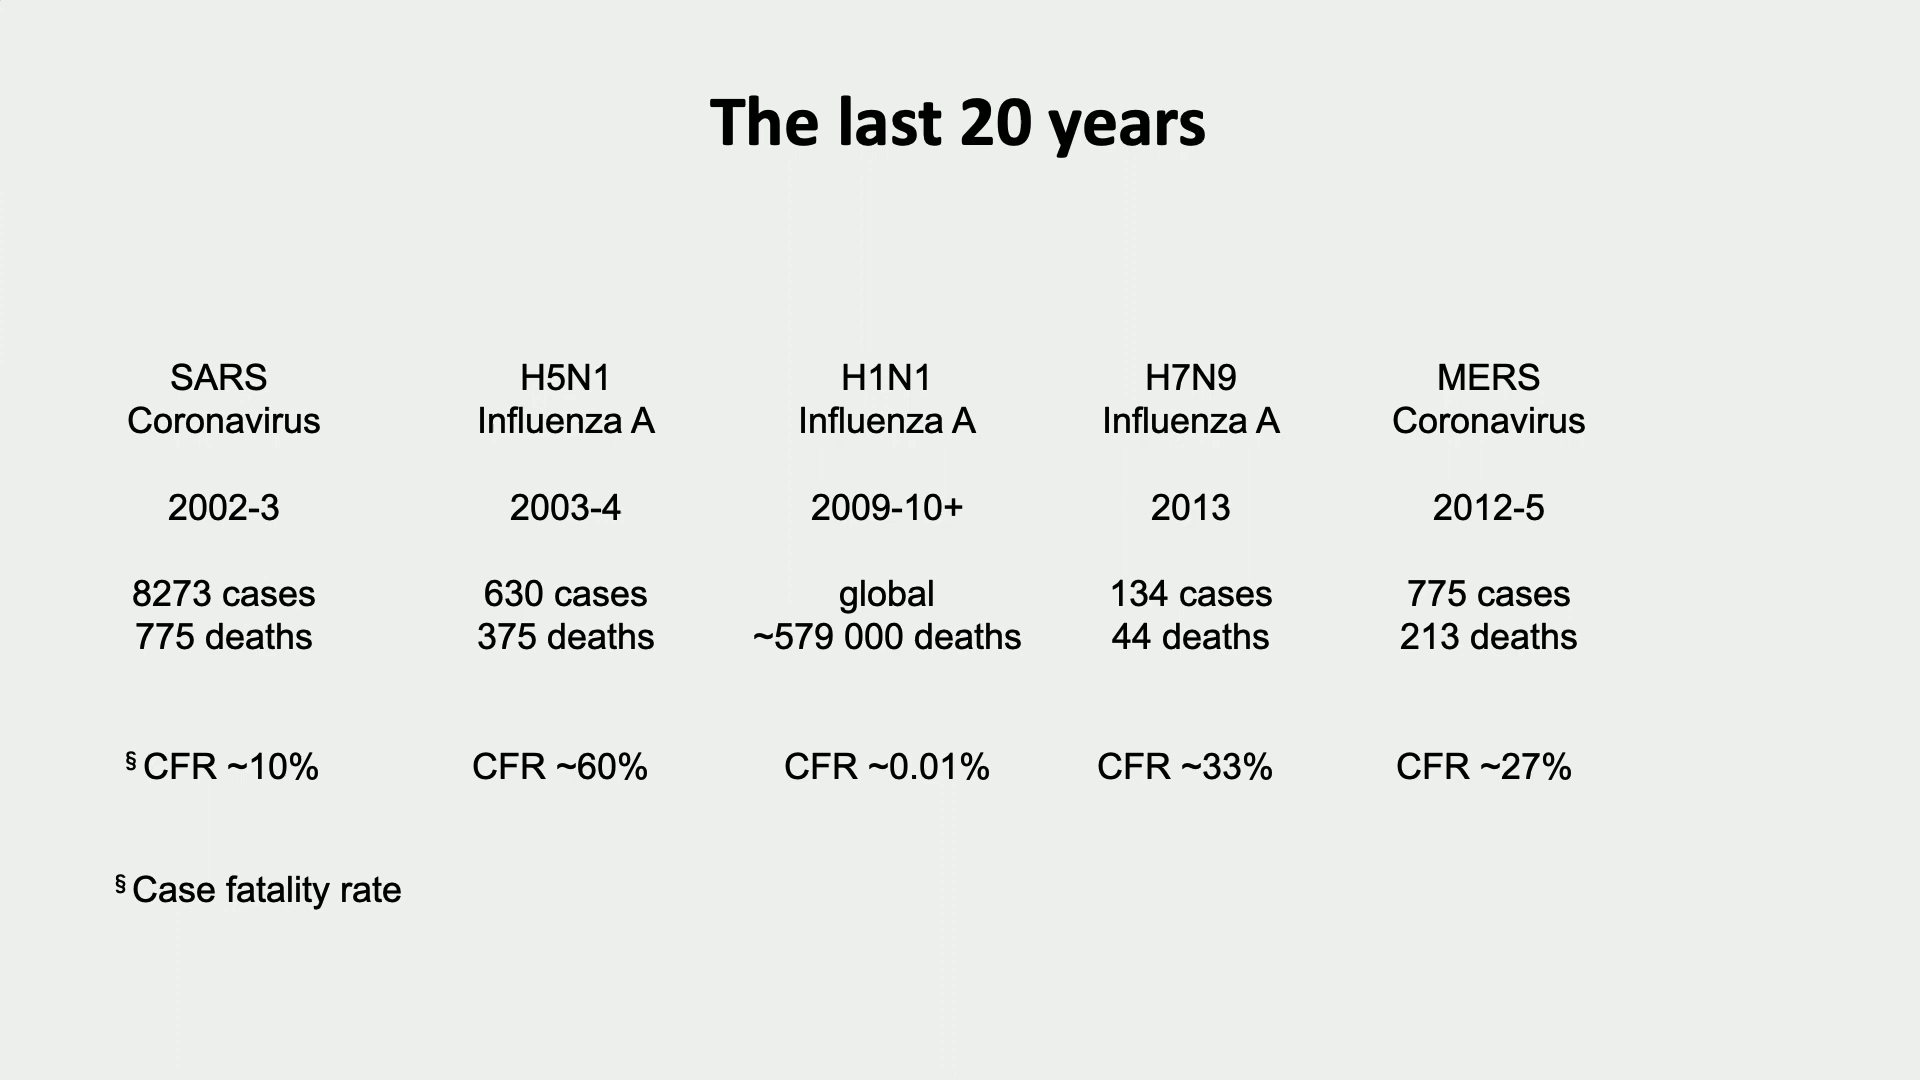 The last 20 years
SARS
Coronavirus
2002-3
8273 cases
775 deaths
§ CFR ~10%
H5N1
Influenza A
2003-4
630 cases
375 deaths
CFR ~60%
H1N1
Influenza A
2009-10+
global
~579 000 deaths
CFR ~0.01%
H7N9
Influenza A
2013
134 cases
44 deaths
CFR ~33%
MERS
Coronavirus
2012-5
775 cases
213 deaths
CFR ~27%
§ Case fatality rate